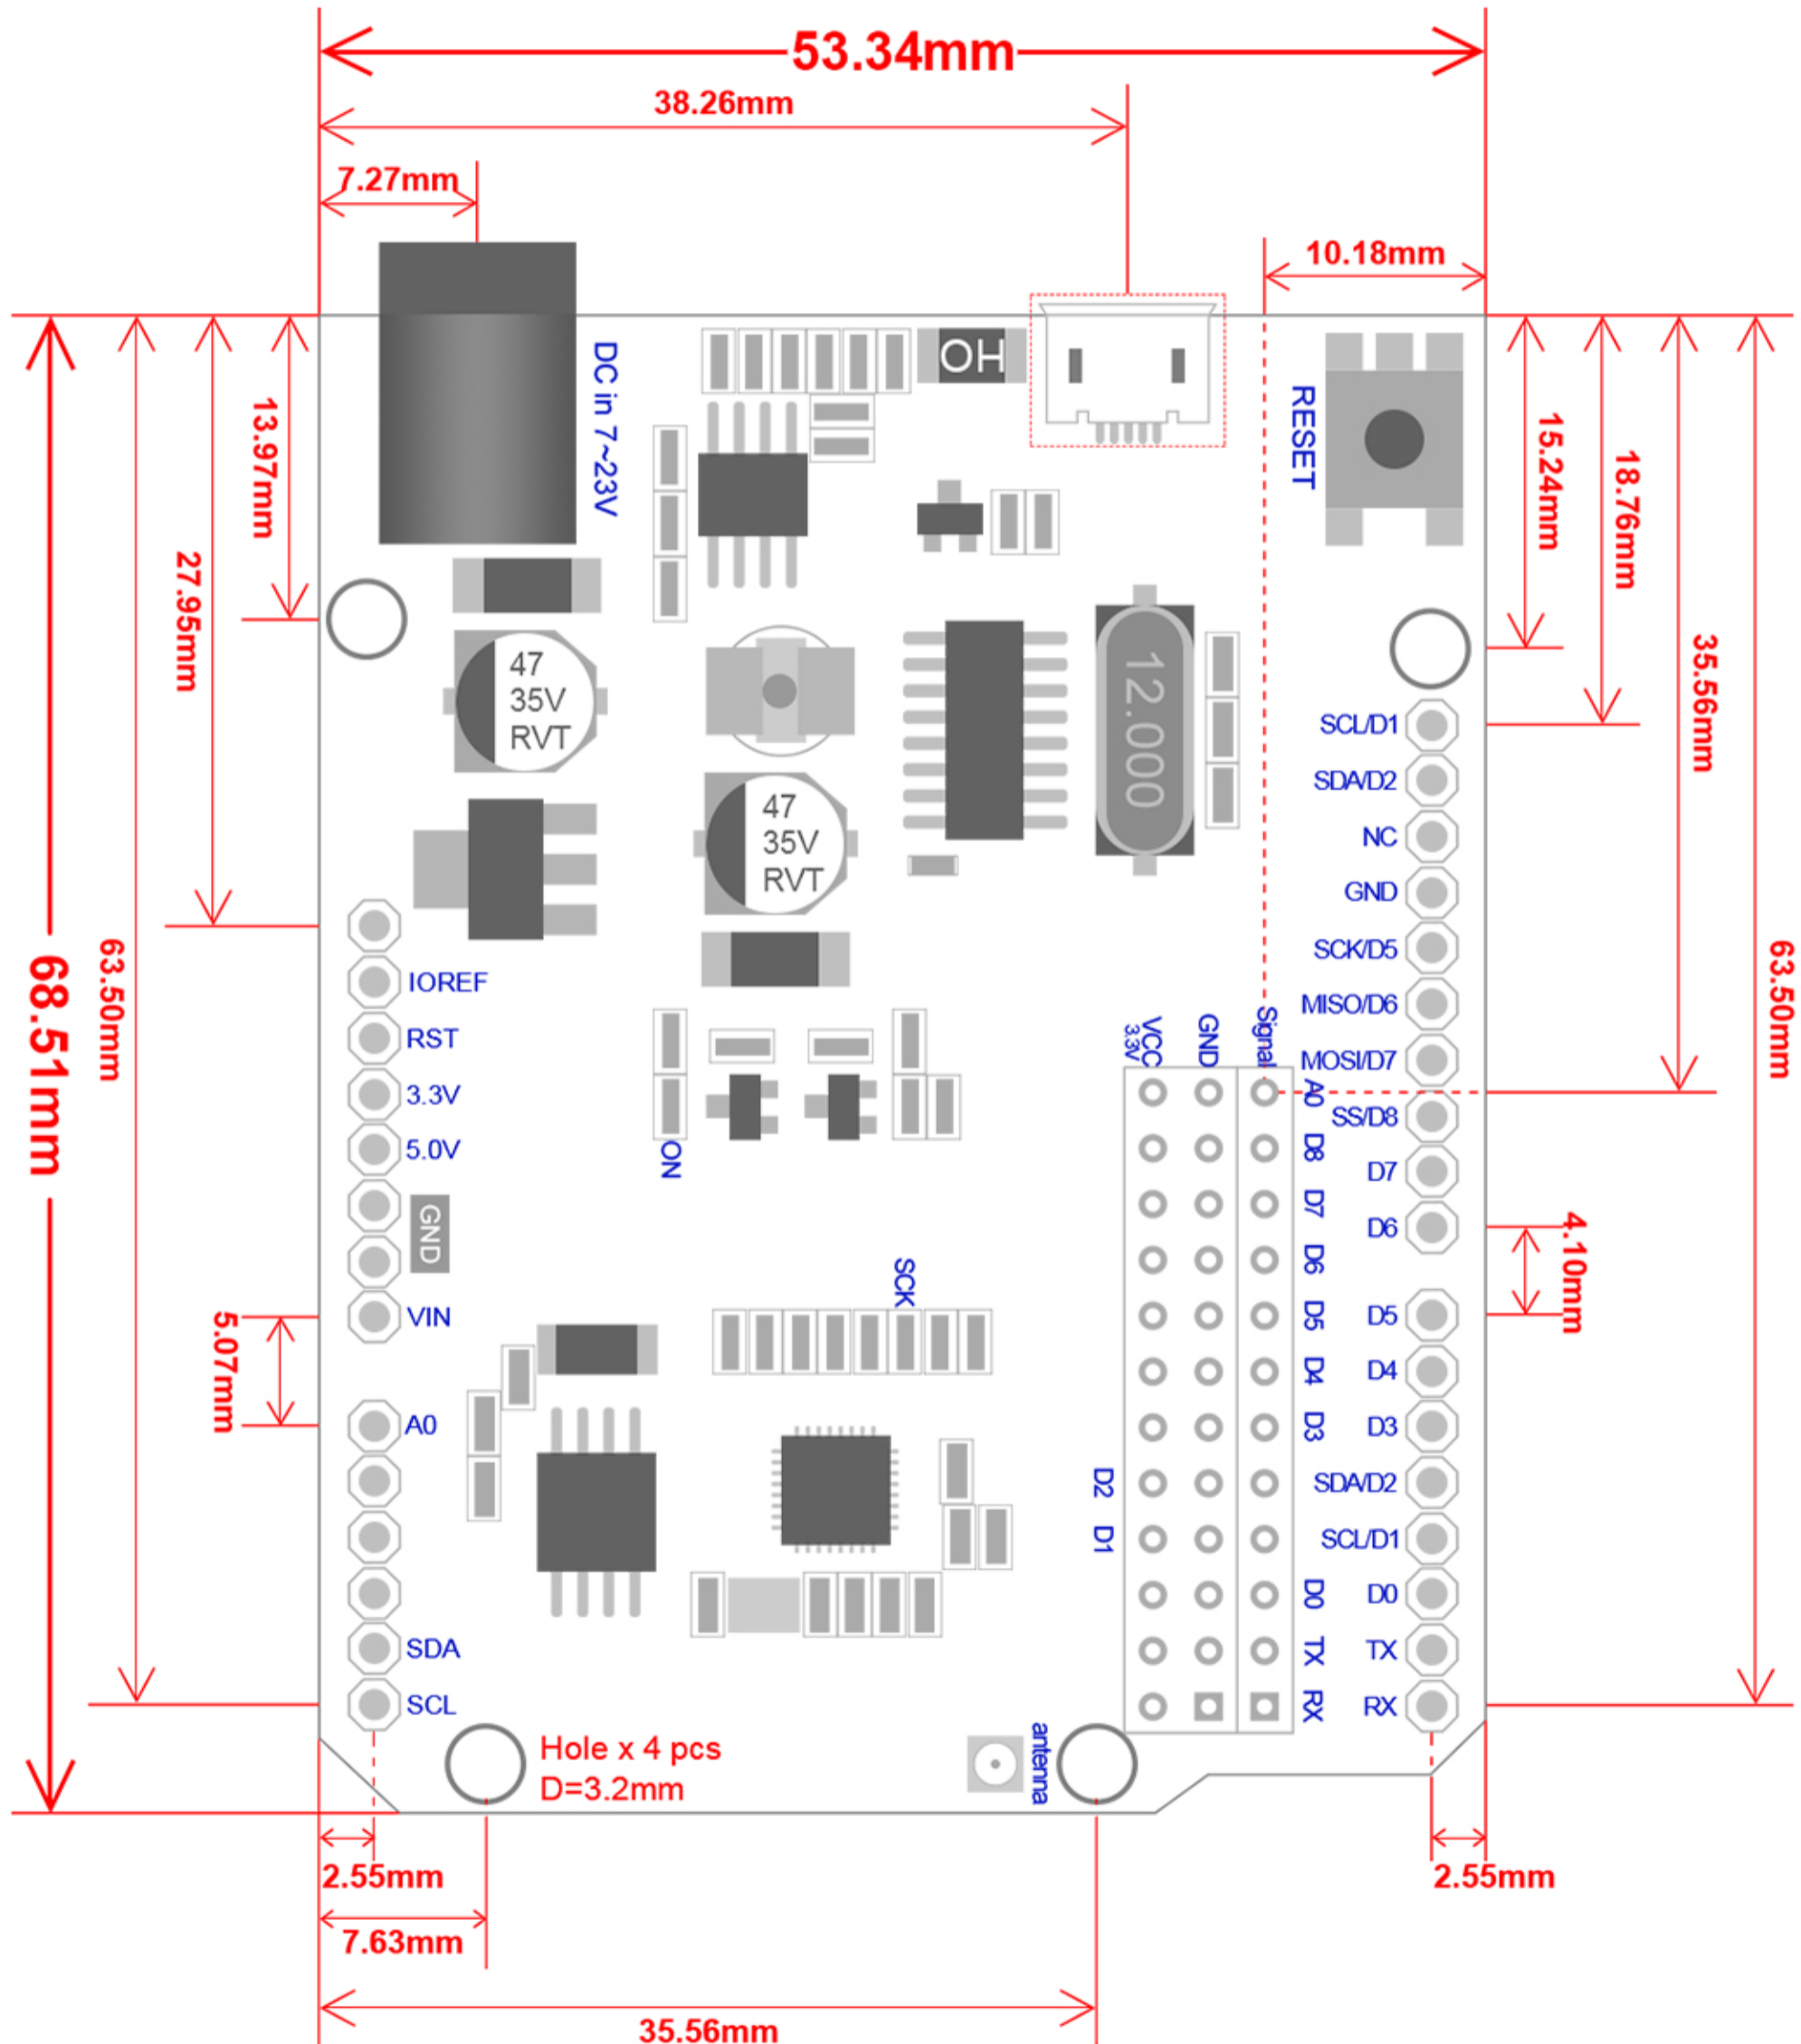 53.34mm
38.26mm
7.27mm
10.18mm
13.97mm
27.95mm
63.50mm
68.51mm
5.07mm
15.24mm
18.76mm
35.56mm
63.50mm
4.10mm
DC in 7~23V
HO
RESET
47
35V
RVT
47
35V
RVT
12.000
IOREF
RST
3.3V
5.0V
GND
VIN
A0
SDA
SCL
ON
SCK
VCC
3.3V
GND
Signal
A0
D8
D7
D6
D5
D4
D3
D2
D1
D0
TX
RX
SCL/D1
SDA/D2
NC
GND
SCK/D5
MISO/D6
MOSI/D7
SS/D8
D7
D6
D5
D4
D3
SDA/D2
SCL/D1
D0
TX
RX
Hole x 4 pcs
D=3.2mm
antenna
2.55mm
2.55mm
7.63mm
35.56mm